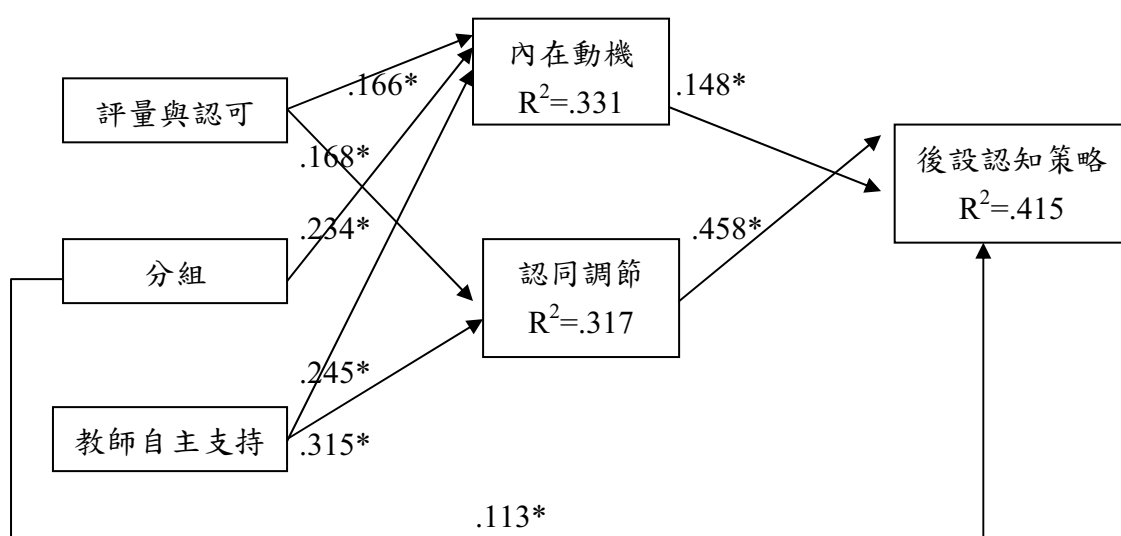 內在動機
R²=.331
.148*
評量與認可
.166*
.168*
後設認知策略
R²=.415
分組
.234*
認同調節
R²=.317
.458*
.245*
教師自主支持
.315*
.113*